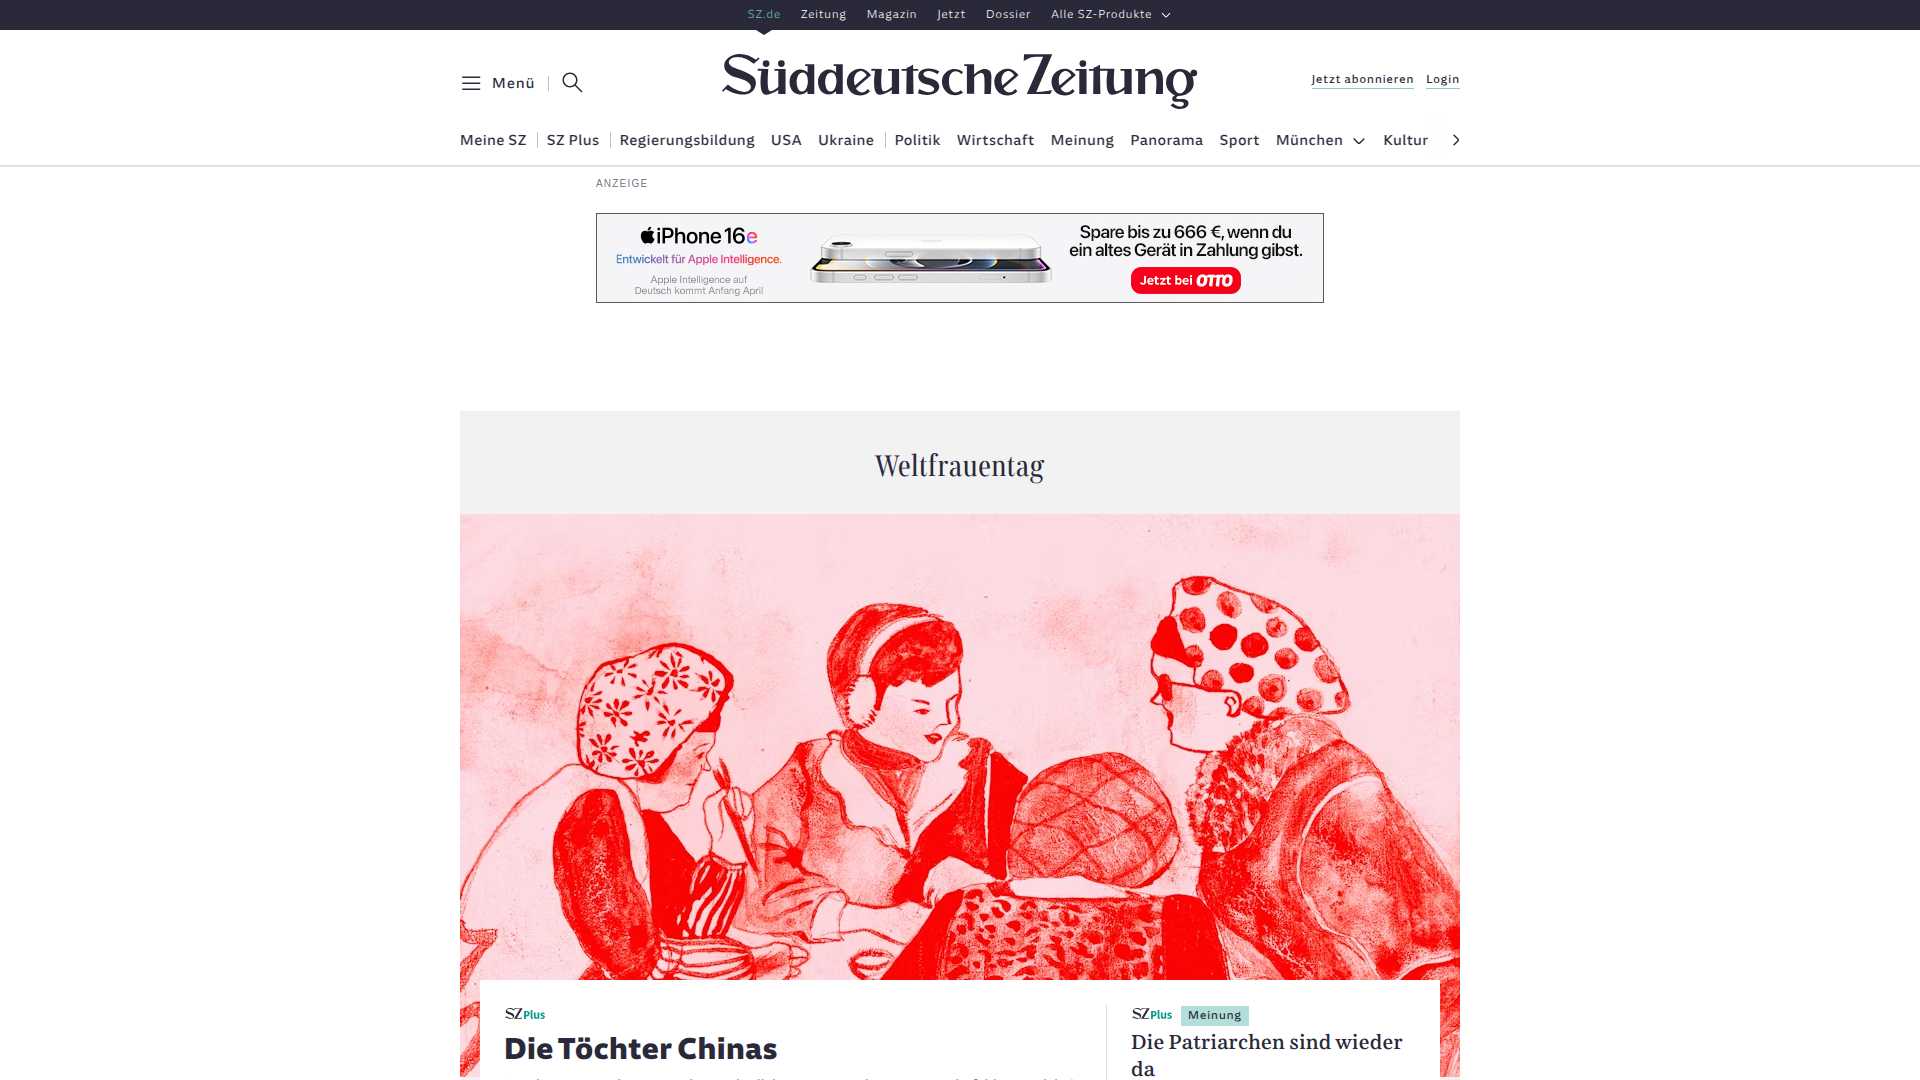 SZ.de Zeitung Magazin Jetzt Dossier Alle SZ-Produkte
Menü
Süddeutsche Zeitung
Jetzt abonnieren Login
Meine SZ SZ Plus Regierungsbildung USA Ukraine Politik Wirtschaft Meinung Panorama Sport München Kultur
ANZEIGE
iPhone 16e
Entwickelt für Apple Intelligence.
Apple Intelligence auf
Deutsch kommt Anfang April
Spare bis zu 666 €, wenn du
ein altes Gerät in Zahlung gibst.
Jetzt bei OTTO
Weltfrauentag
SZ Plus
Die Töchter Chinas
SZ Plus Meinung
Die Patriarchen sind wieder
da